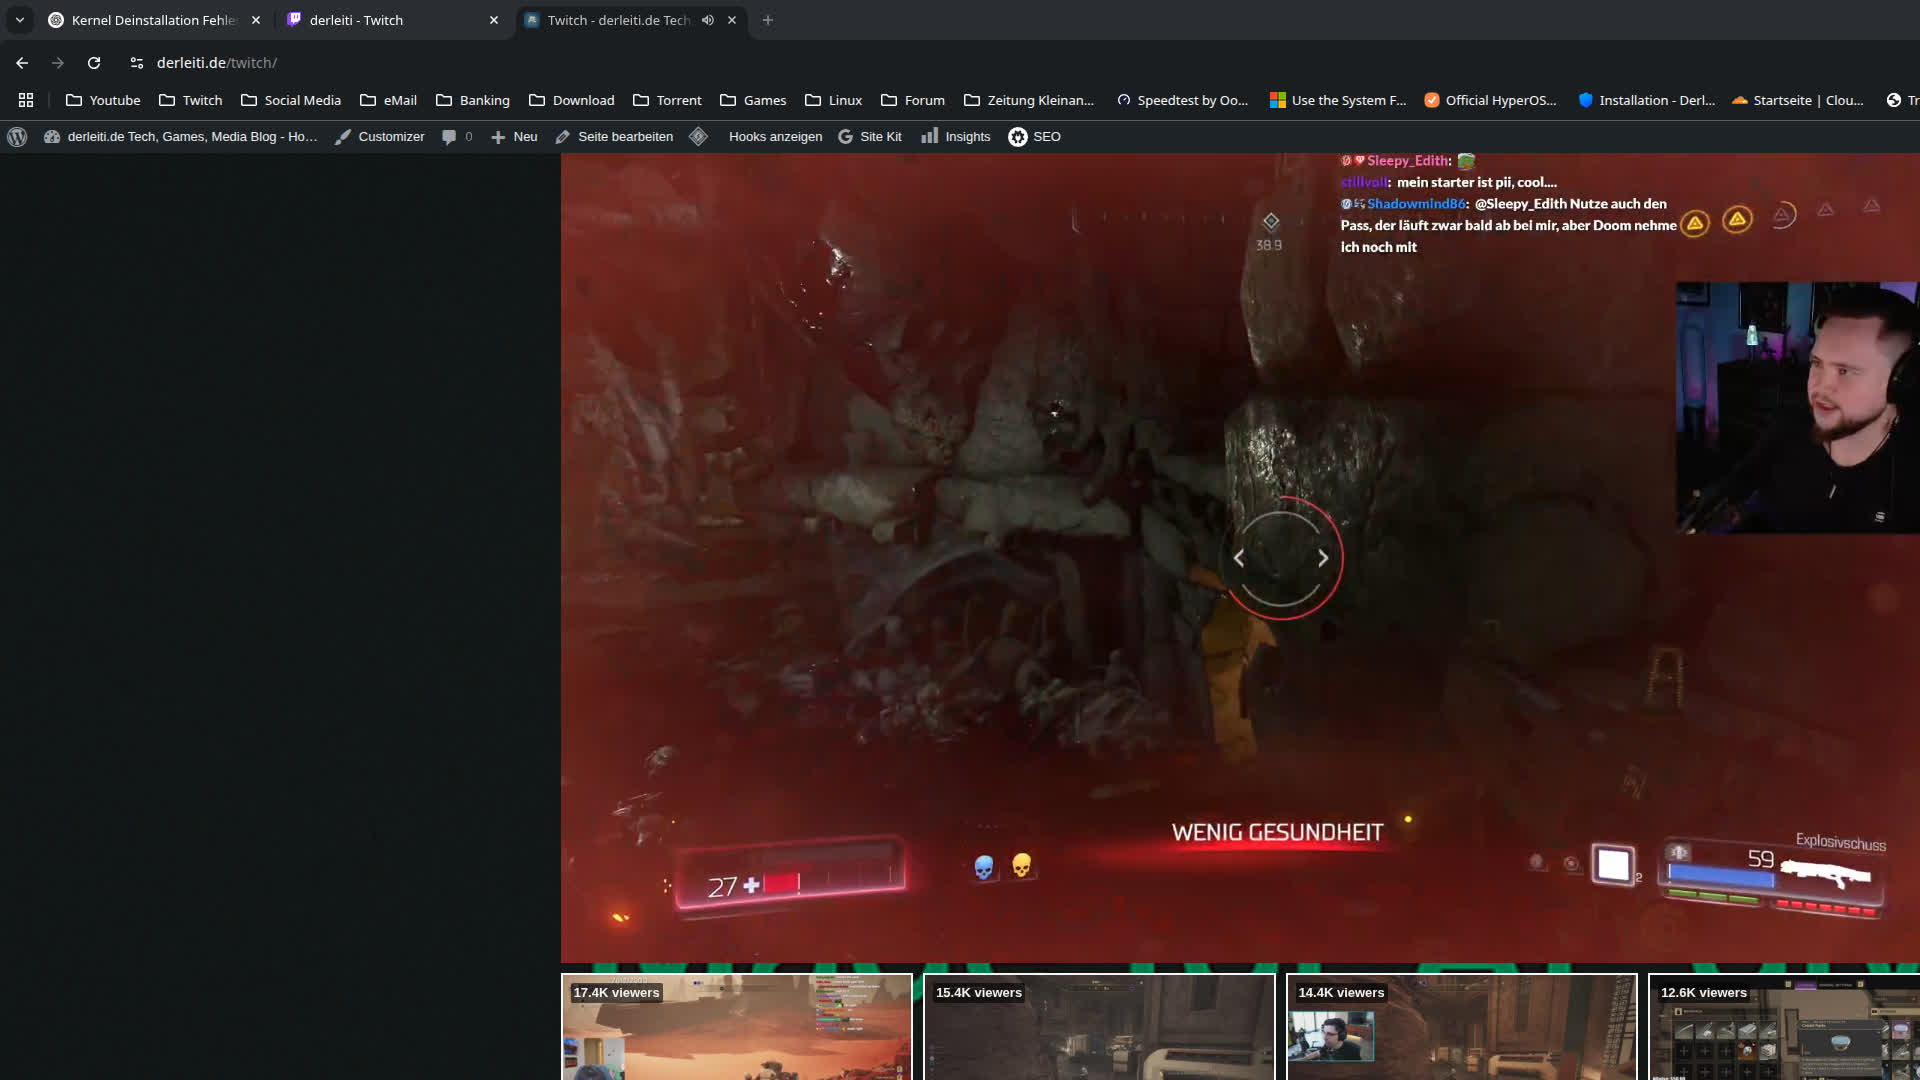 Kernel Deinstallation Fehle
derleiti - Twitch
Twitch - derleiti.de Tech
derleiti.de/twitch/
Youtube
Twitch
Social Media
eMail
Banking
Download
Torrent
Games
Linux
Forum
Zeitung Kleinan...
Speedtest by Oo...
Use the System F...
Official HyperOS...
Installation - Derl...
Startseite | Clou...
Tr
derleiti.de Tech, Games, Media Blog - Ho...
Customizer
0
Neu
Seite bearbeiten
Hooks anzeigen
Site Kit
Insights
SEO
Sleepy_Edith:
stillvoll: mein starter ist pii, cool....
Shadowmind86: @Sleepy_Edith Nutze auch den
Pass, der läuft zwar bald ab bei mir, aber Doom nehme
ich noch mit
38.9
WENIG GESUNDHEIT
27
2
Explosivschuss
59
17.4K viewers
15.4K viewers
14.4K viewers
12.6K viewers